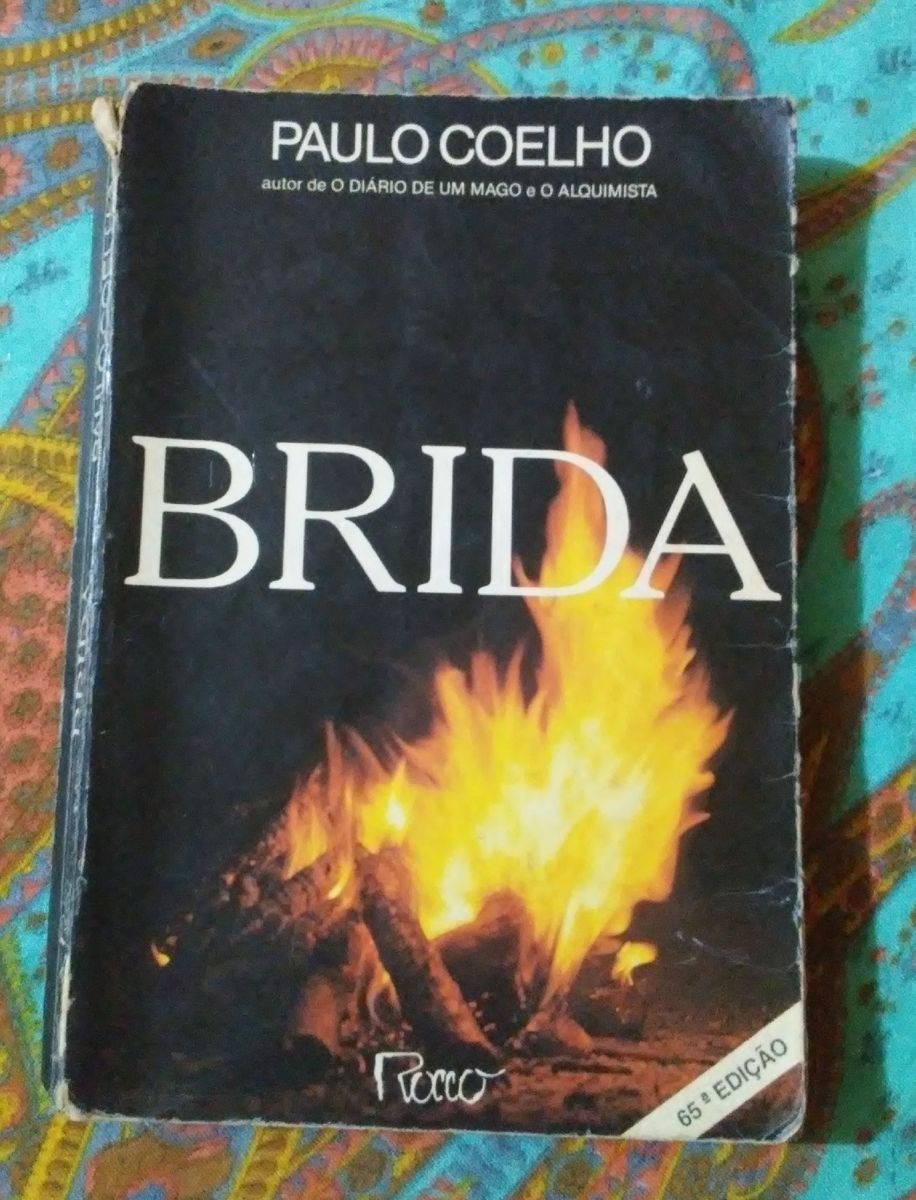 PAULO COELHO
autor de O DIÁRIO DE UM MAGO e O ALQUIMISTA
BRIDA
Rocco
65ª EDIÇÃO